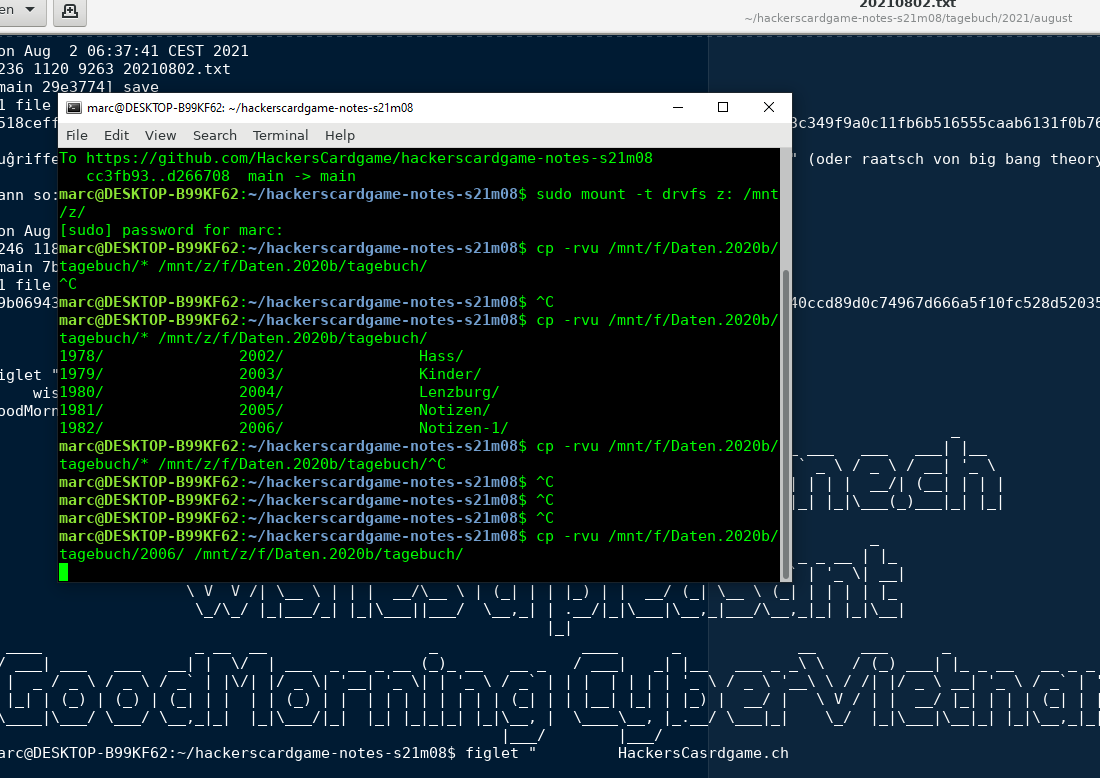 en
20210802.txt
~/hackerscardgame-notes-s21m08/tagebuch/2021/august
on Aug  2 06:37:41 CEST 2021
236 1120 9263 20210802.txt
main 29e3774] save
1 file
518ceff
3c349f9a0c11fb6b516555caab6131f0b76
uĝriffe
" (oder raatsch von big bang theory
ann so:
on Aug
246 118
main 7b
1 file
9b06943
40ccd89d0c74967d666a5f10fc528d52035
iglet "
wis
oodMorn
marc@DESKTOP-B99KF62: ~/hackerscardgame-notes-s21m08
File Edit View Search Terminal Help
To https://github.com/HackersCardgame/hackerscardgame-notes-s21m08
   cc3fb93..d266708  main -> main
marc@DESKTOP-B99KF62:~/hackerscardgame-notes-s21m08$ sudo mount -t drvfs z: /mnt
/z/
[sudo] password for marc:
marc@DESKTOP-B99KF62:~/hackerscardgame-notes-s21m08$ cp -rvu /mnt/f/Daten.2020b/
tagebuch/* /mnt/z/f/Daten.2020b/tagebuch/
^C
marc@DESKTOP-B99KF62:~/hackerscardgame-notes-s21m08$ ^C
marc@DESKTOP-B99KF62:~/hackerscardgame-notes-s21m08$ cp -rvu /mnt/f/Daten.2020b/
tagebuch/* /mnt/z/f/Daten.2020b/tagebuch/
1978/ 2002/ Hass/
1979/ 2003/ Kinder/
1980/ 2004/ Lenzburg/
1981/ 2005/ Notizen/
1982/ 2006/ Notizen-1/
marc@DESKTOP-B99KF62:~/hackerscardgame-notes-s21m08$ cp -rvu /mnt/f/Daten.2020b/
tagebuch/* /mnt/z/f/Daten.2020b/tagebuch/^C
marc@DESKTOP-B99KF62:~/hackerscardgame-notes-s21m08$ ^C
marc@DESKTOP-B99KF62:~/hackerscardgame-notes-s21m08$ ^C
marc@DESKTOP-B99KF62:~/hackerscardgame-notes-s21m08$ ^C
marc@DESKTOP-B99KF62:~/hackerscardgame-notes-s21m08$ cp -rvu /mnt/f/Daten.2020b/
tagebuch/2006/ /mnt/z/f/Daten.2020b/tagebuch/
GoodMorningCyberVietna
arc@DESKTOP-B99KF62:~/hackerscardgame-notes-s21m08$ figlet "         HackersCasrdgame.ch